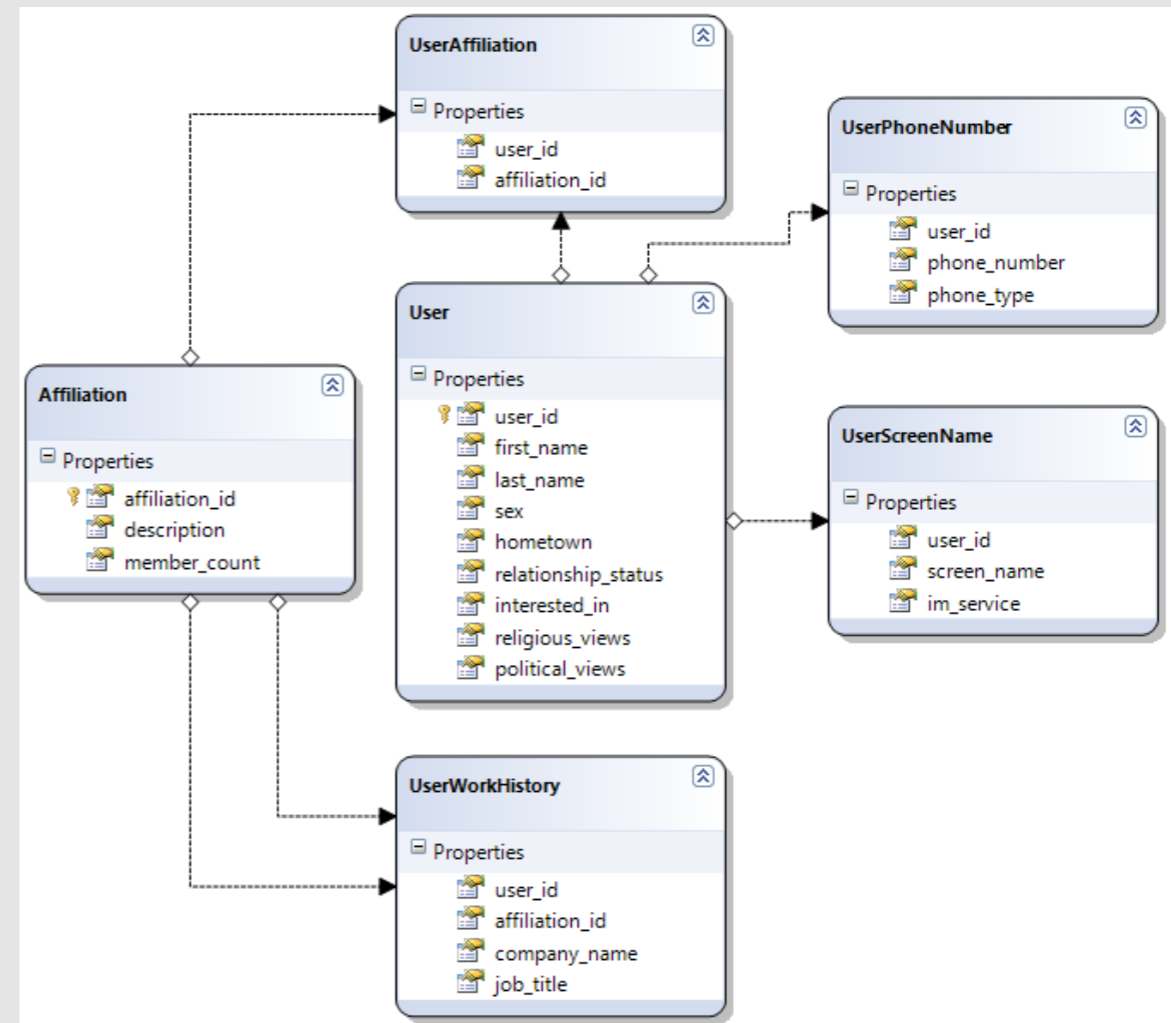 UserAffiliation
Properties
user_id
affiliation_id
UserPhoneNumber
Properties
user_id
phone_number
phone_type
User
Properties
user_id
first_name
last_name
sex
hometown
relationship_status
interested_in
religious_views
political_views
Affiliation
Properties
affiliation_id
description
member_count
UserScreenName
Properties
user_id
screen_name
im_service
UserWorkHistory
Properties
user_id
affiliation_id
company_name
job_title